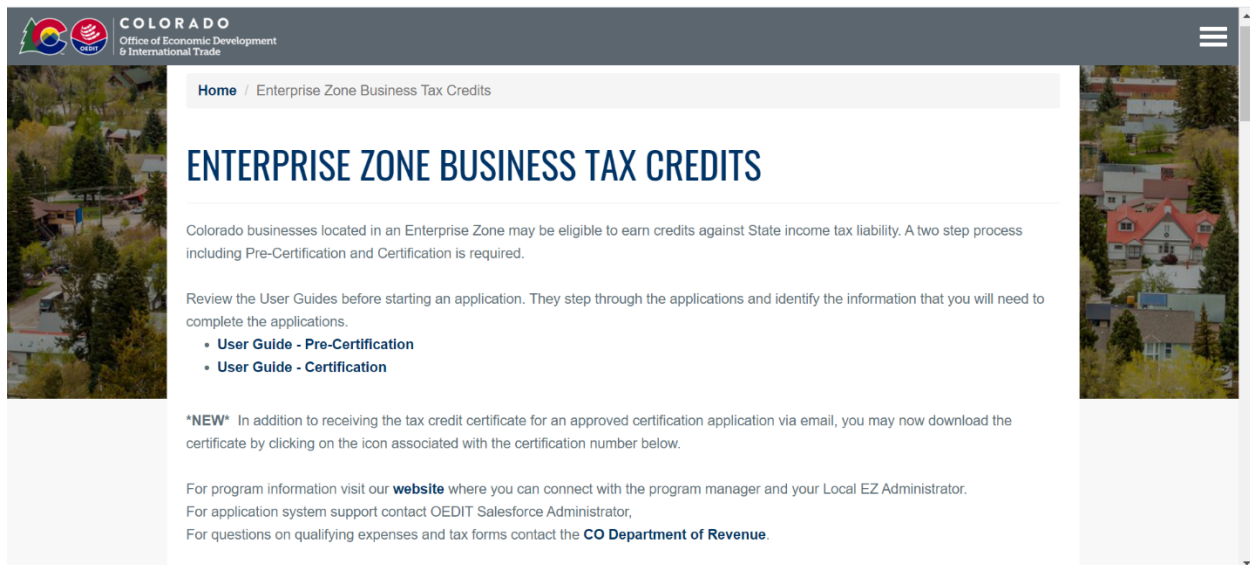 COLORADO
Office of Economic Development
& International Trade
OEDIT
Home / Enterprise Zone Business Tax Credits
ENTERPRISE ZONE BUSINESS TAX CREDITS
Colorado businesses located in an Enterprise Zone may be eligible to earn credits against State income tax liability. A two step process
including Pre-Certification and Certification is required.
Review the User Guides before starting an application. They step through the applications and identify the information that you will need to
complete the applications.
• User Guide - Pre-Certification
• User Guide - Certification
*NEW* In addition to receiving the tax credit certificate for an approved certification application via email, you may now download the
certificate by clicking on the icon associated with the certification number below.
For program information visit our website where you can connect with the program manager and your Local EZ Administrator.
For application system support contact OEDIT Salesforce Administrator,
For questions on qualifying expenses and tax forms contact the CO Department of Revenue.